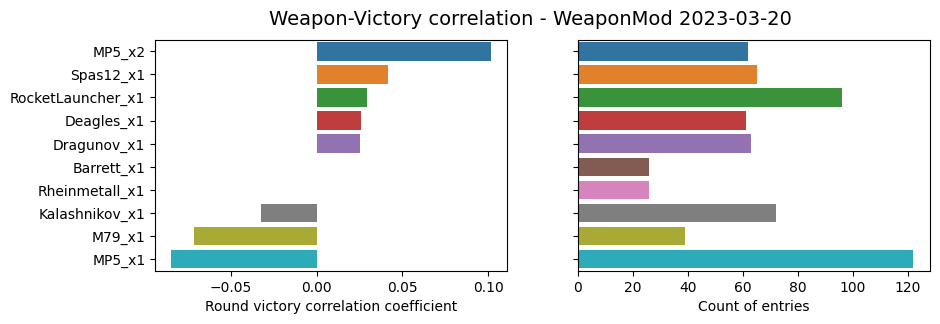 Weapon-Victory correlation - WeaponMod 2023-03-20
MP5_x2
Spas12_x1
RocketLauncher_x1
Deagles_x1
Dragunov_x1
Barrett_x1
Rheinmetall_x1
Kalashnikov_x1
M79_x1
MP5_x1
−0.05 0.00 0.05 0.10
Round victory correlation coefficient
0 20 40 60 80 100 120
Count of entries